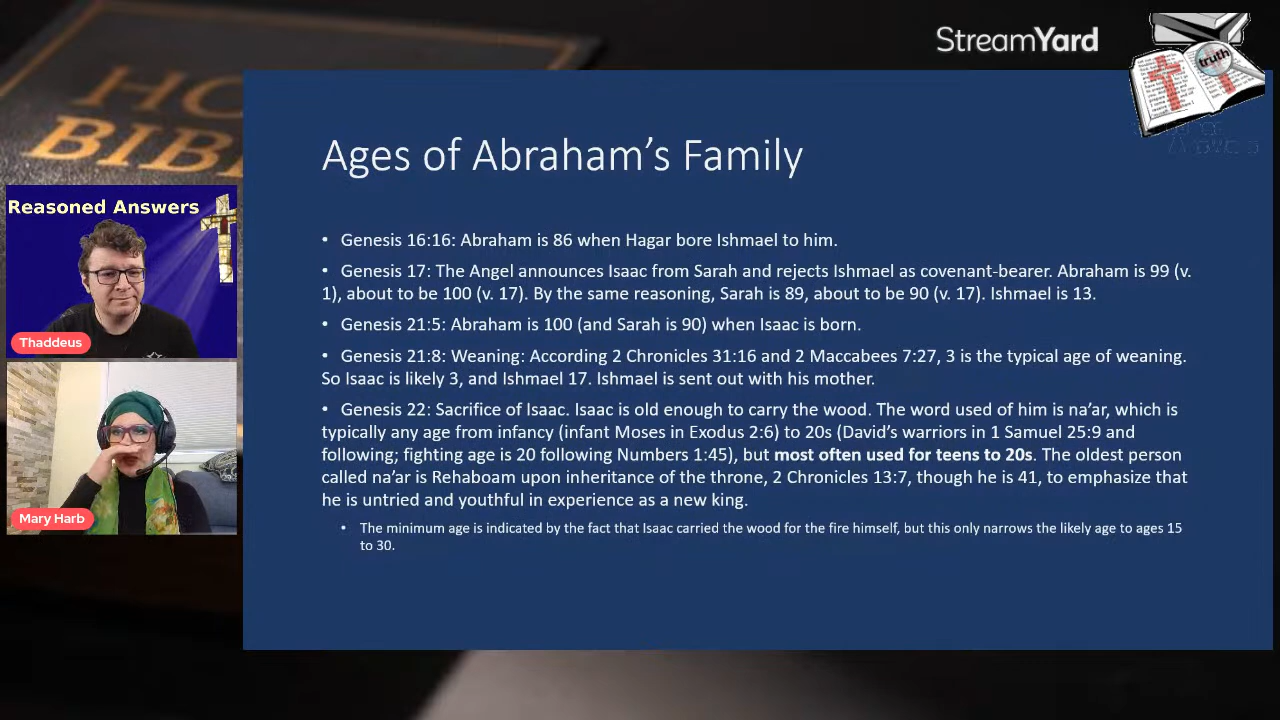 StreamYard
truth
HO
BIB
Ages of Abraham's Family
Reasoned Answers
• Genesis 16:16: Abraham is 86 when Hagar bore Ishmael to him.
• Genesis 17: The Angel announces Isaac from Sarah and rejects Ishmael as covenant-bearer. Abraham is 99 (v.
1), about to be 100 (v. 17). By the same reasoning, Sarah is 89, about to be 90 (v. 17). Ishmael is 13.
• Genesis 21:5: Abraham is 100 (and Sarah is 90) when Isaac is born.
Thaddeus
• Genesis 21:8: Weaning: According 2 Chronicles 31:16 and 2 Maccabees 7:27, 3 is the typical age of weaning.
So Isaac is likely 3, and Ishmael 17. Ishmael is sent out with his mother.
• Genesis 22: Sacrifice of Isaac. Isaac is old enough to carry the wood. The word used of him is na'ar, which is
typically any age from infancy (infant Moses in Exodus 2:6) to 20s (David's warriors in 1 Samuel 25:9 and
following; fighting age is 20 following Numbers 1:45), but most often used for teens to 20s. The oldest person
called na'ar is Rehaboam upon inheritance of the throne, 2 Chronicles 13:7, though he is 41, to emphasize that
he is untried and youthful in experience as a new king.
Mary Harb
• The minimum age is indicated by the fact that Isaac carried the wood for the fire himself, but this only narrows the likely age to ages 15
to 30.